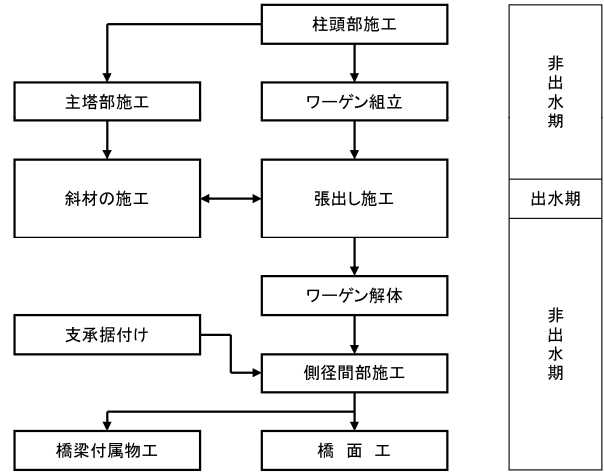 柱頭部施工
主塔部施工
ワーゲン組立
斜材の施工
張出し施工
ワーゲン解体
支承据付け
側径間部施工
橋梁付属物工
橋 面 工
非出水期
出水期
非出水期